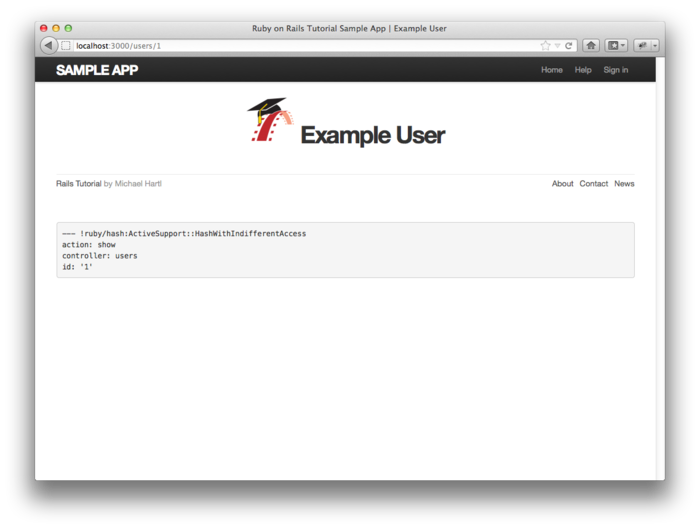 Ruby on Rails Tutorial Sample App | Example User
localhost:3000/users/1
SAMPLE APP Home Help Sign in
Example User
Rails Tutorial by Michael Hartl About Contact News
--- !ruby/hash:ActiveSupport::HashWithIndifferentAccess
action: show
controller: users
id: '1'